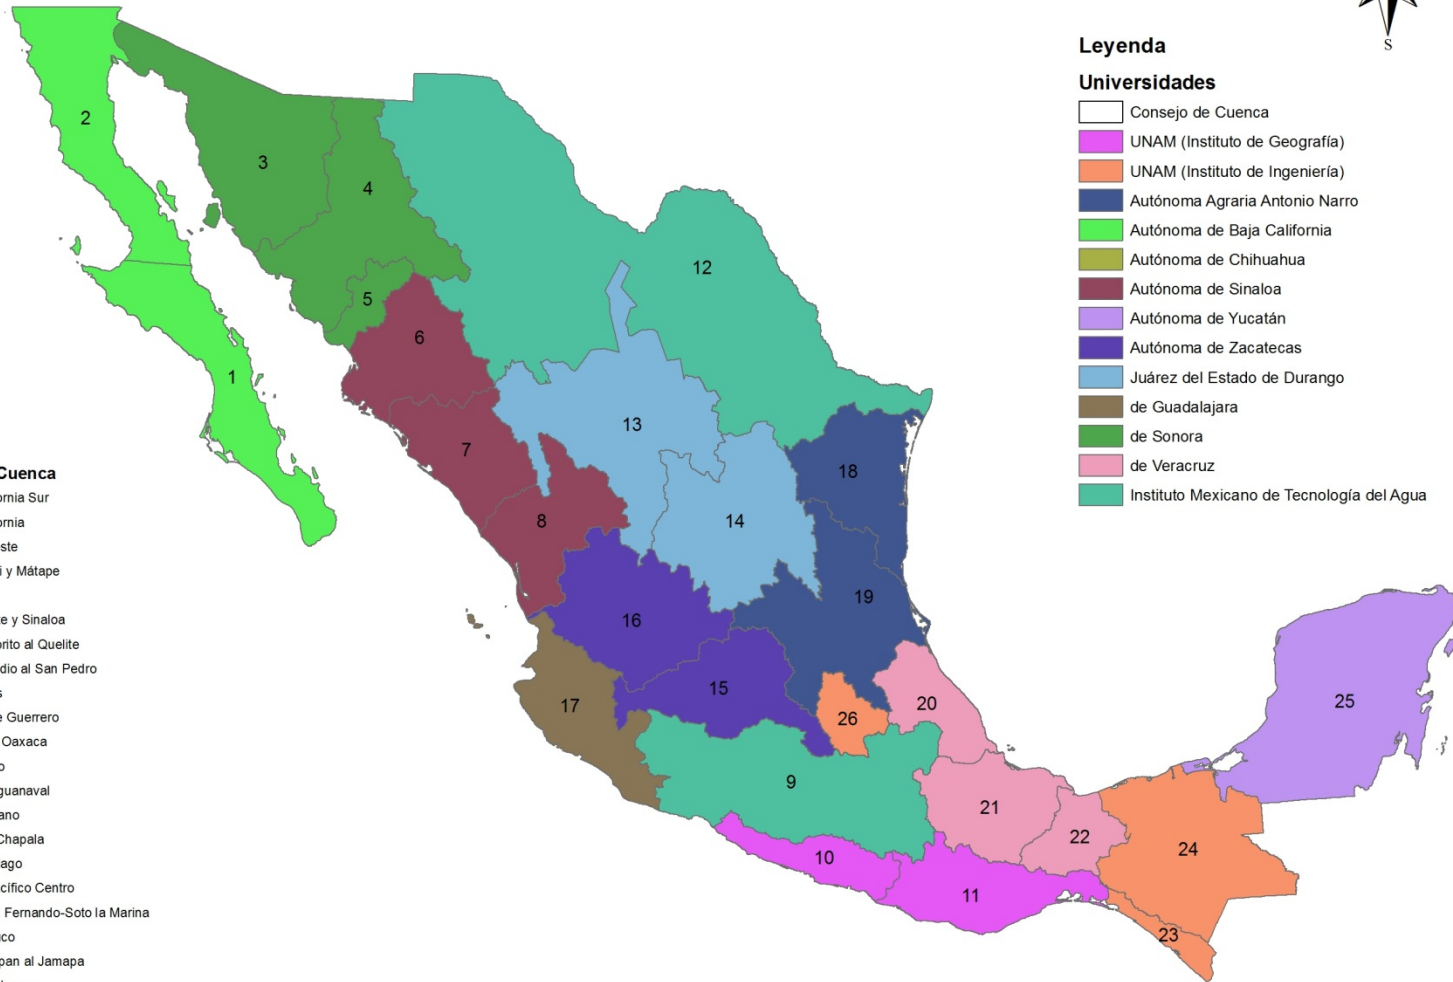 S
Leyenda
Universidades
Consejo de Cuenca
UNAM (Instituto de Geografía)
UNAM (Instituto de Ingeniería)
Autónoma Agraria Antonio Narro
Autónoma de Baja California
Autónoma de Chihuahua
Autónoma de Sinaloa
Autónoma de Yucatán
Autónoma de Zacatecas
Juárez del Estado de Durango
de Guadalajara
de Sonora
de Veracruz
Instituto Mexicano de Tecnología del Agua
2
3
4
12
5
6
1
13
7
18
8
14
19
16
15
17
20
26
25
9
21
22
10
24
11
23
Cuenca
ornia Sur
ornia
ste
i y Mátape
te y Sinaloa
orito al Quelite
dio al San Pedro
s
e Guerrero
Oaxaca
o
guanaval
ano
Chapala
iago
cífico Centro
Fernando-Soto la Marina
uco
pan al Jamapa